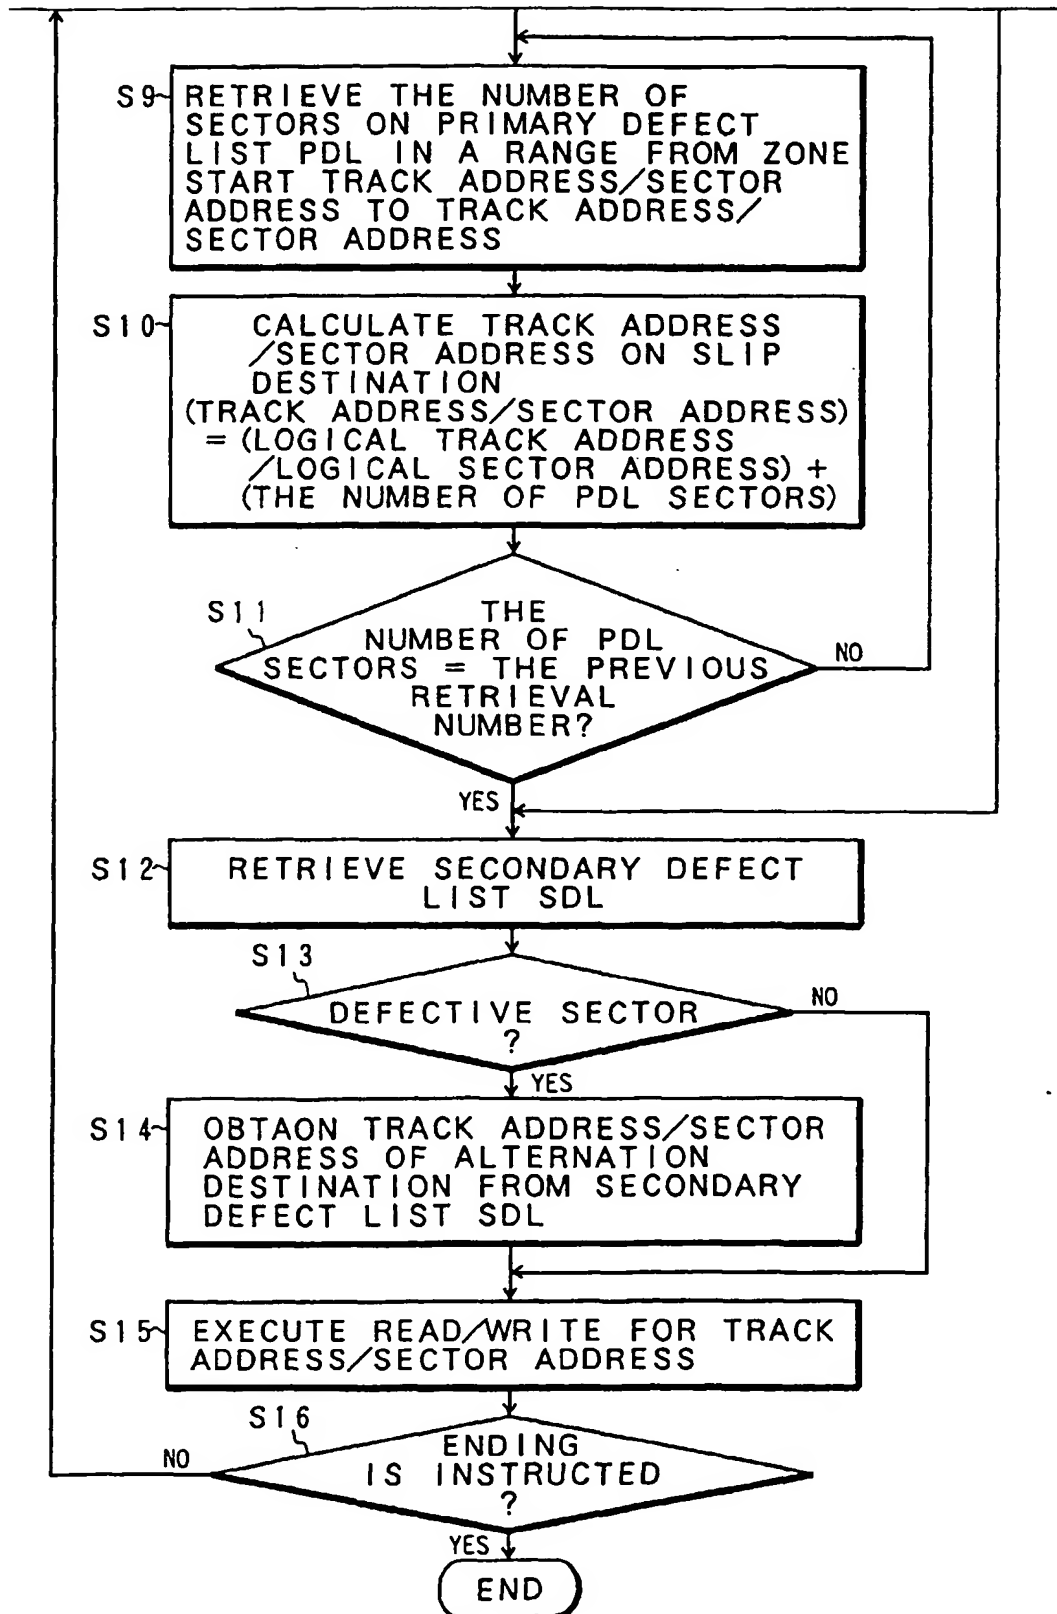 S9
RETRIEVE THE NUMBER OF
SECTORS ON PRIMARY DEFECT
LIST PDL IN A RANGE FROM ZONE
START TRACK ADDRESS/SECTOR
ADDRESS TO TRACK ADDRESS/
SECTOR ADDRESS
S10
CALCULATE TRACK ADDRESS
/SECTOR ADDRESS ON SLIP
DESTINATION
(TRACK ADDRESS/SECTOR ADDRESS)
=(LOGICAL TRACK ADDRESS
/LOGICAL SECTOR ADDRESS)+
(THE NUMBER OF PDL SECTORS)
S11
THE
NUMBER OF PDL
SECTORS = THE PREVIOUS
RETRIEVAL
NUMBER?
NO
YES
S12
RETRIEVE SECONDARY DEFECT
LIST SDL
S13
DEFECTIVE SECTOR
?
NO
YES
S14
OBTAON TRACK ADDRESS/SECTOR
ADDRESS OF ALTERNATION
DESTINATION FROM SECONDARY
DEFECT LIST SDL
S15
EXECUTE READ/WRITE FOR TRACK
ADDRESS/SECTOR ADDRESS
S16
ENDING
IS INSTRUCTED
?
NO
YES
END